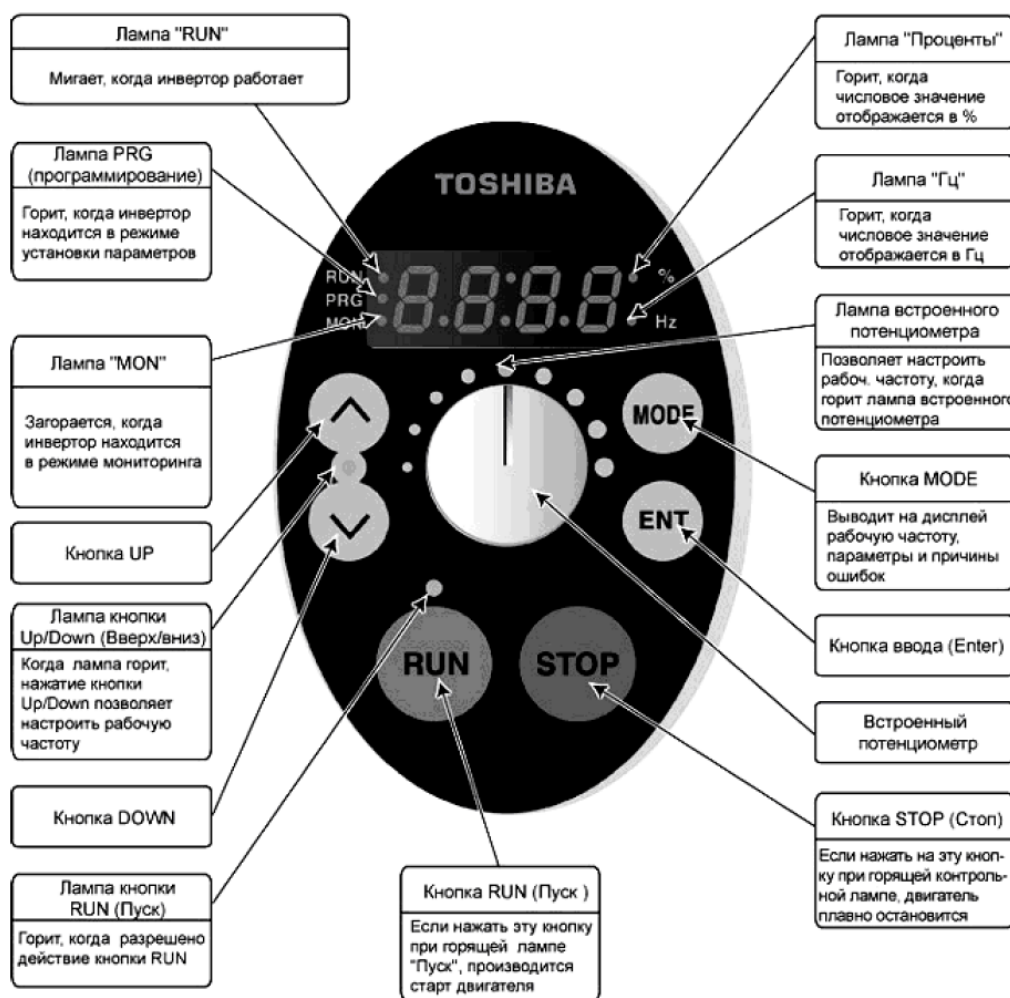 Лампа "RUN"
Мигает, когда инвертор работает
Лампа PRG
(программирование)
Горит, когда инвертор
находится в режиме
установки параметров
Лампа "MON"
Загорается, когда
инвертор находится
в режиме мониторинга
Кнопка UP
Лампа кнопки
Up/Down (Вверх/вниз)
Когда лампа горит,
нажатие кнопки
Up/Down позволяет
настроить рабочую
частоту
Кнопка DOWN
Лампа кнопки
RUN (Пуск)
Горит, когда разрешено
действие кнопки RUN
TOSHIBA
RUN
PRG
MON
8.8:8.8
%
Hz
MODE
ENT
RUN
STOP
Кнопка RUN (Пуск )
Если нажать эту кнопку
при горящей лампе
"Пуск", производится
старт двигателя
Лампа "Проценты"
Горит, когда
числовое значение
отображается в %
Лампа "Гц"
Горит, когда
числовое значение
отображается в Гц
Лампа встроенного
потенциометра
Позволяет настроить
рабоч. частоту, когда
горит лампа встроенного
потенциометра
Кнопка MODE
Выводит на дисплей
рабочую частоту,
параметры и причины
ошибок
Кнопка ввода (Enter)
Встроенный
потенциометр
Кнопка STOP (Стоп)
Если нажать на эту кноп-
ку при горящей контроль-
ной лампе, двигатель
плавно остановится